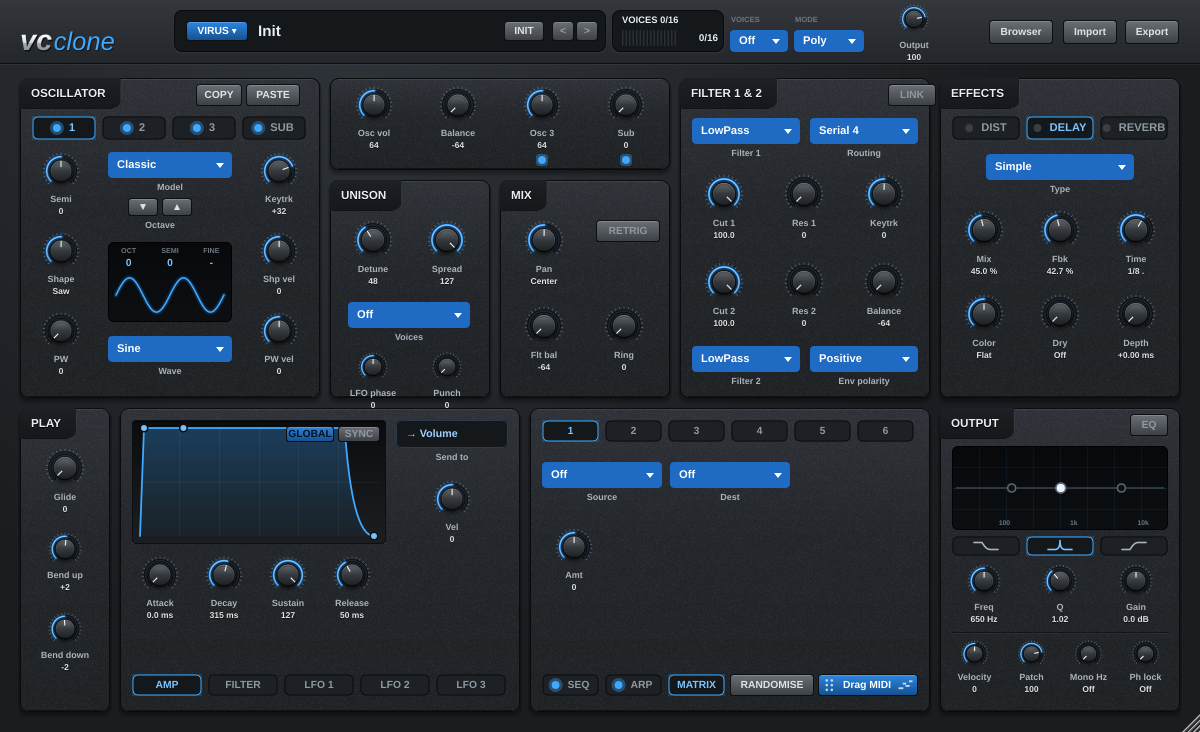 vc clone
VIRUS ▾ Init INIT < >
VOICES 0/16
0/16
VOICES MODE
Off Poly
Output
100
Browser Import Export
OSCILLATOR COPY PASTE
1 2 3 SUB
Semi
0
Classic
Model
Keytrk
+32
▼ ▲
Octave
Shape
Saw
OCT SEMI FINE
0 0 -
Shp vel
0
PW
0
Sine
Wave
PW vel
0
Osc vol Balance Osc 3 Sub
64 -64 64 0
UNISON
Detune Spread
48 127
Off
Voices
LFO phase Punch
0 0
MIX
RETRIG
Pan
Center
Flt bal Ring
-64 0
FILTER 1 & 2 LINK
LowPass Serial 4
Filter 1 Routing
Cut 1 Res 1 Keytrk
100.0 0 0
Cut 2 Res 2 Balance
100.0 0 -64
LowPass Positive
Filter 2 Env polarity
EFFECTS
DIST DELAY REVERB
Simple
Type
Mix Fbk Time
45.0 % 42.7 % 1/8 .
Color Dry Depth
Flat Off +0.00 ms
PLAY
Glide
0
Bend up
+2
Bend down
-2
GLOBAL SYNC
→ Volume
Send to
Vel
0
Attack Decay Sustain Release
0.0 ms 315 ms 127 50 ms
AMP FILTER LFO 1 LFO 2 LFO 3
1 2 3 4 5 6
Off Off
Source Dest
Amt
0
SEQ ARP MATRIX RANDOMISE Drag MIDI
OUTPUT EQ
100 1k 10k
Freq Q Gain
650 Hz 1.02 0.0 dB
Velocity Patch Mono Hz Ph lock
0 100 Off Off